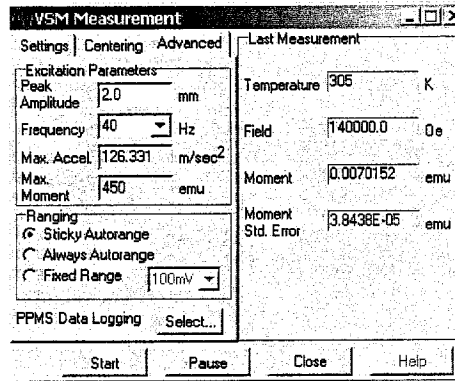 VSM Measurement
Settings Centering Advanced
Excitation Parameters
Peak Amplitude 2.0 mm
Frequency 40 Hz
Max. Accel. 126.331 m/sec2
Max. Moment 450 emu
Ranging
Sticky Autorange
Always Autorange
Fixed Range 100mV
PPMS Data Logging Select...
Last Measurement
Temperature 305 K
Field 140000.0 Oe
Moment 0.0070152 emu
Moment Std. Error 3.8438E-05 emu
Start Pause Close Help